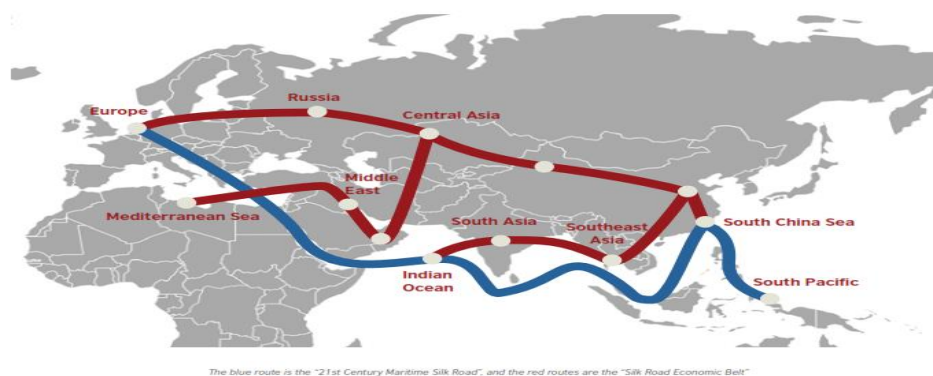 Europe
Russia
Central Asia
Middle
East
Mediterranean Sea
South Asia
Southeast
Asia
South China Sea
Indian
Ocean
South Pacific
The blue route is the "21st Century Maritime Silk Road", and the red routes are the "Silk Road Economic Belt"